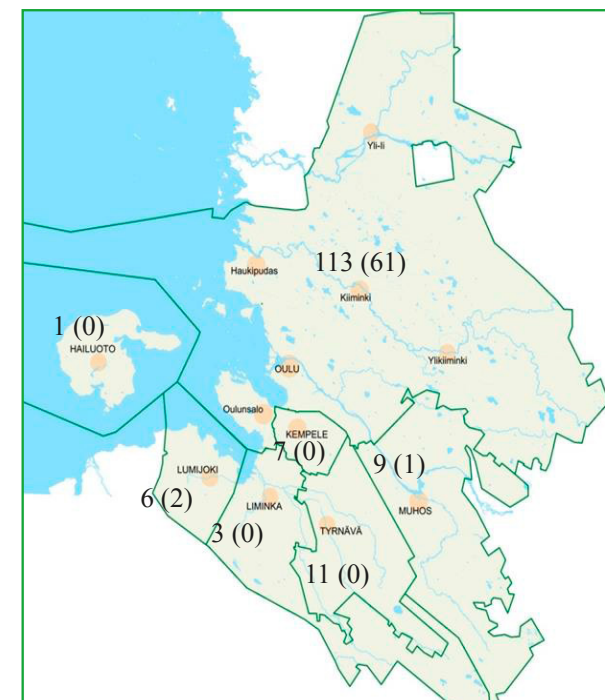 Yli-Ii
Haukipudas
113 (61)
Kiiminki
1 (0)
HAILUOTO
Ylikiiminki
OULU
Oulunsalo
KEMPELE
7 (0)
9 (1)
LUMIJOKI
6 (2)
LIMINKA
MUHOS
3 (0)
TYRNÄVÄ
11 (0)